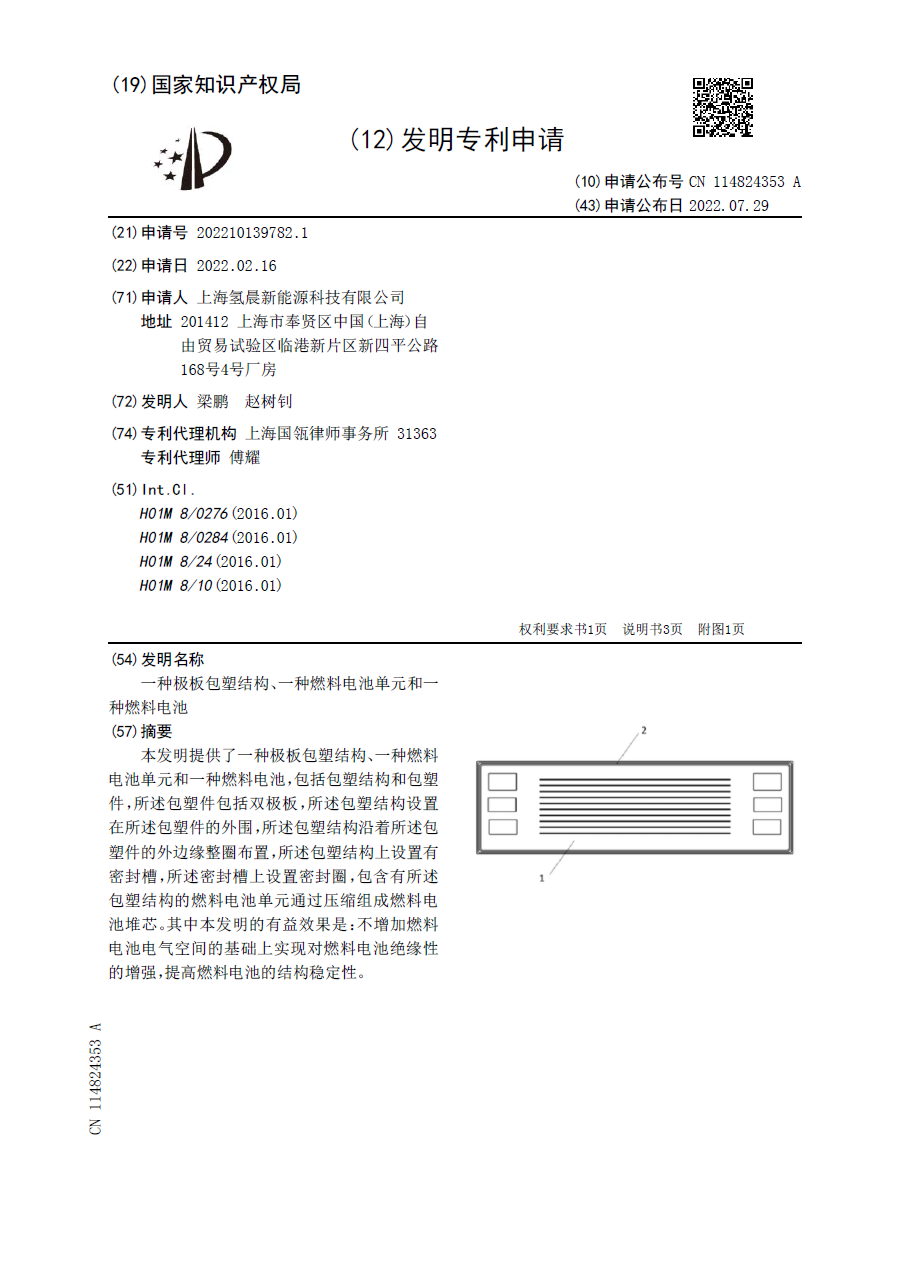 (19)国家知识产权局
(12)发明专利申请
(10)申请公布号 CN 114824353 A
(43)申请公布日 2022.07.29
(21)申请号 202210139782.1
(22)申请日 2022.02.16
(71)申请人 上海氢晨新能源科技有限公司
地址 201412 上海市奉贤区中国(上海)自
由贸易试验区临港新片区新四平公路
168号4号厂房
(72)发明人 梁鹏 赵树钊
(74)专利代理机构 上海国瓴律师事务所 31363
专利代理师 傅耀
(51)Int.Cl.
H01M 8/0276(2016.01)
H01M 8/0284(2016.01)
H01M 8/24(2016.01)
H01M 8/10(2016.01)
权利要求书1页 说明书3页 附图1页
(54)发明名称
一种极板包塑结构、一种燃料电池单元和一
种燃料电池
(57)摘要
本发明提供了一种极板包塑结构、一种燃料
电池单元和一种燃料电池,包括包塑结构和包塑
件,所述包塑件包括双极板,所述包塑结构设置
在所述包塑件的外围,所述包塑结构沿着所述包
塑件的外边缘整圈布置,所述包塑结构上设置有
密封槽,所述密封槽上设置密封圈,包含有所述
包塑结构的燃料电池单元通过压缩组成燃料电
池堆芯。其中本发明的有益效果是:不增加燃料
电池电气空间的基础上实现对燃料电池绝缘性
的增强,提高燃料电池的结构稳定性。
2
1
CN 114824353 A